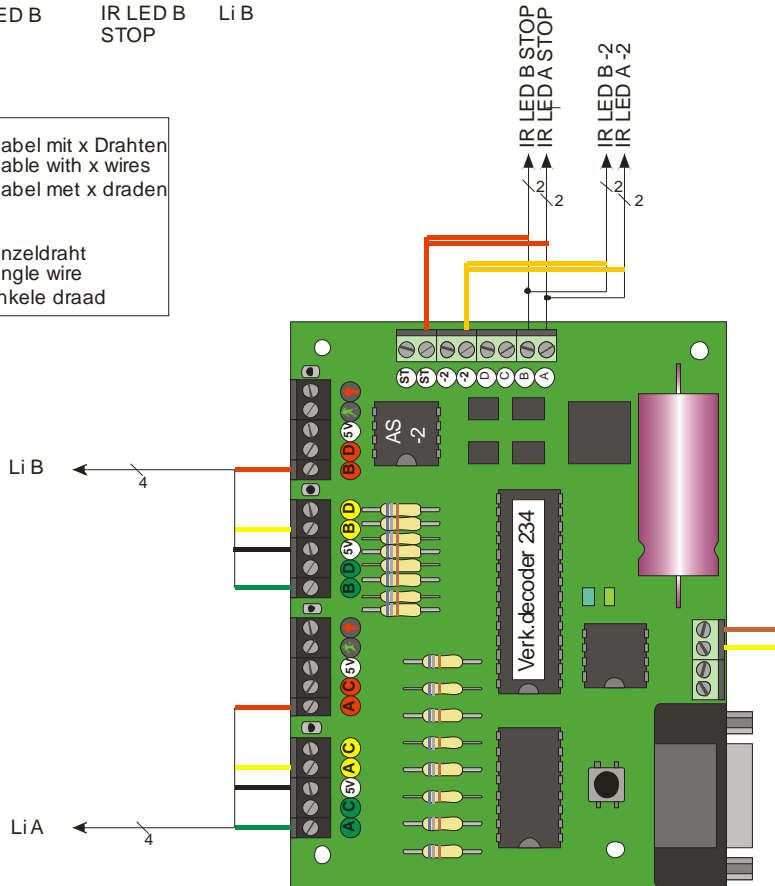 ED B
IR LED B
STOP
Li B
abel mit x Drahten
able with x wires
abel met x draden
nzeldraht
ngle wire
nkele draad
IR LED B STOP
IR LED A STOP
IR LED B -2
IR LED A -2
2
2
2
2
ST
ST
-2
-2
D
C
B
A
AS
-2
5V
B D
Li B
4
B D
5V
B D
Verk.decoder 234
5V
A C
A C
5V
A C
Li A
4